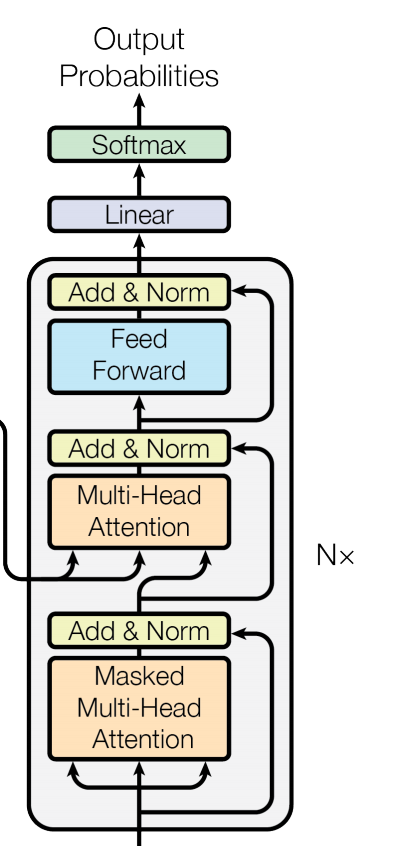 Output
Probabilities
Softmax
Linear
Add & Norm
Feed
Forward
Add & Norm
Multi-Head
Attention
N×
Add & Norm
Masked
Multi-Head
Attention